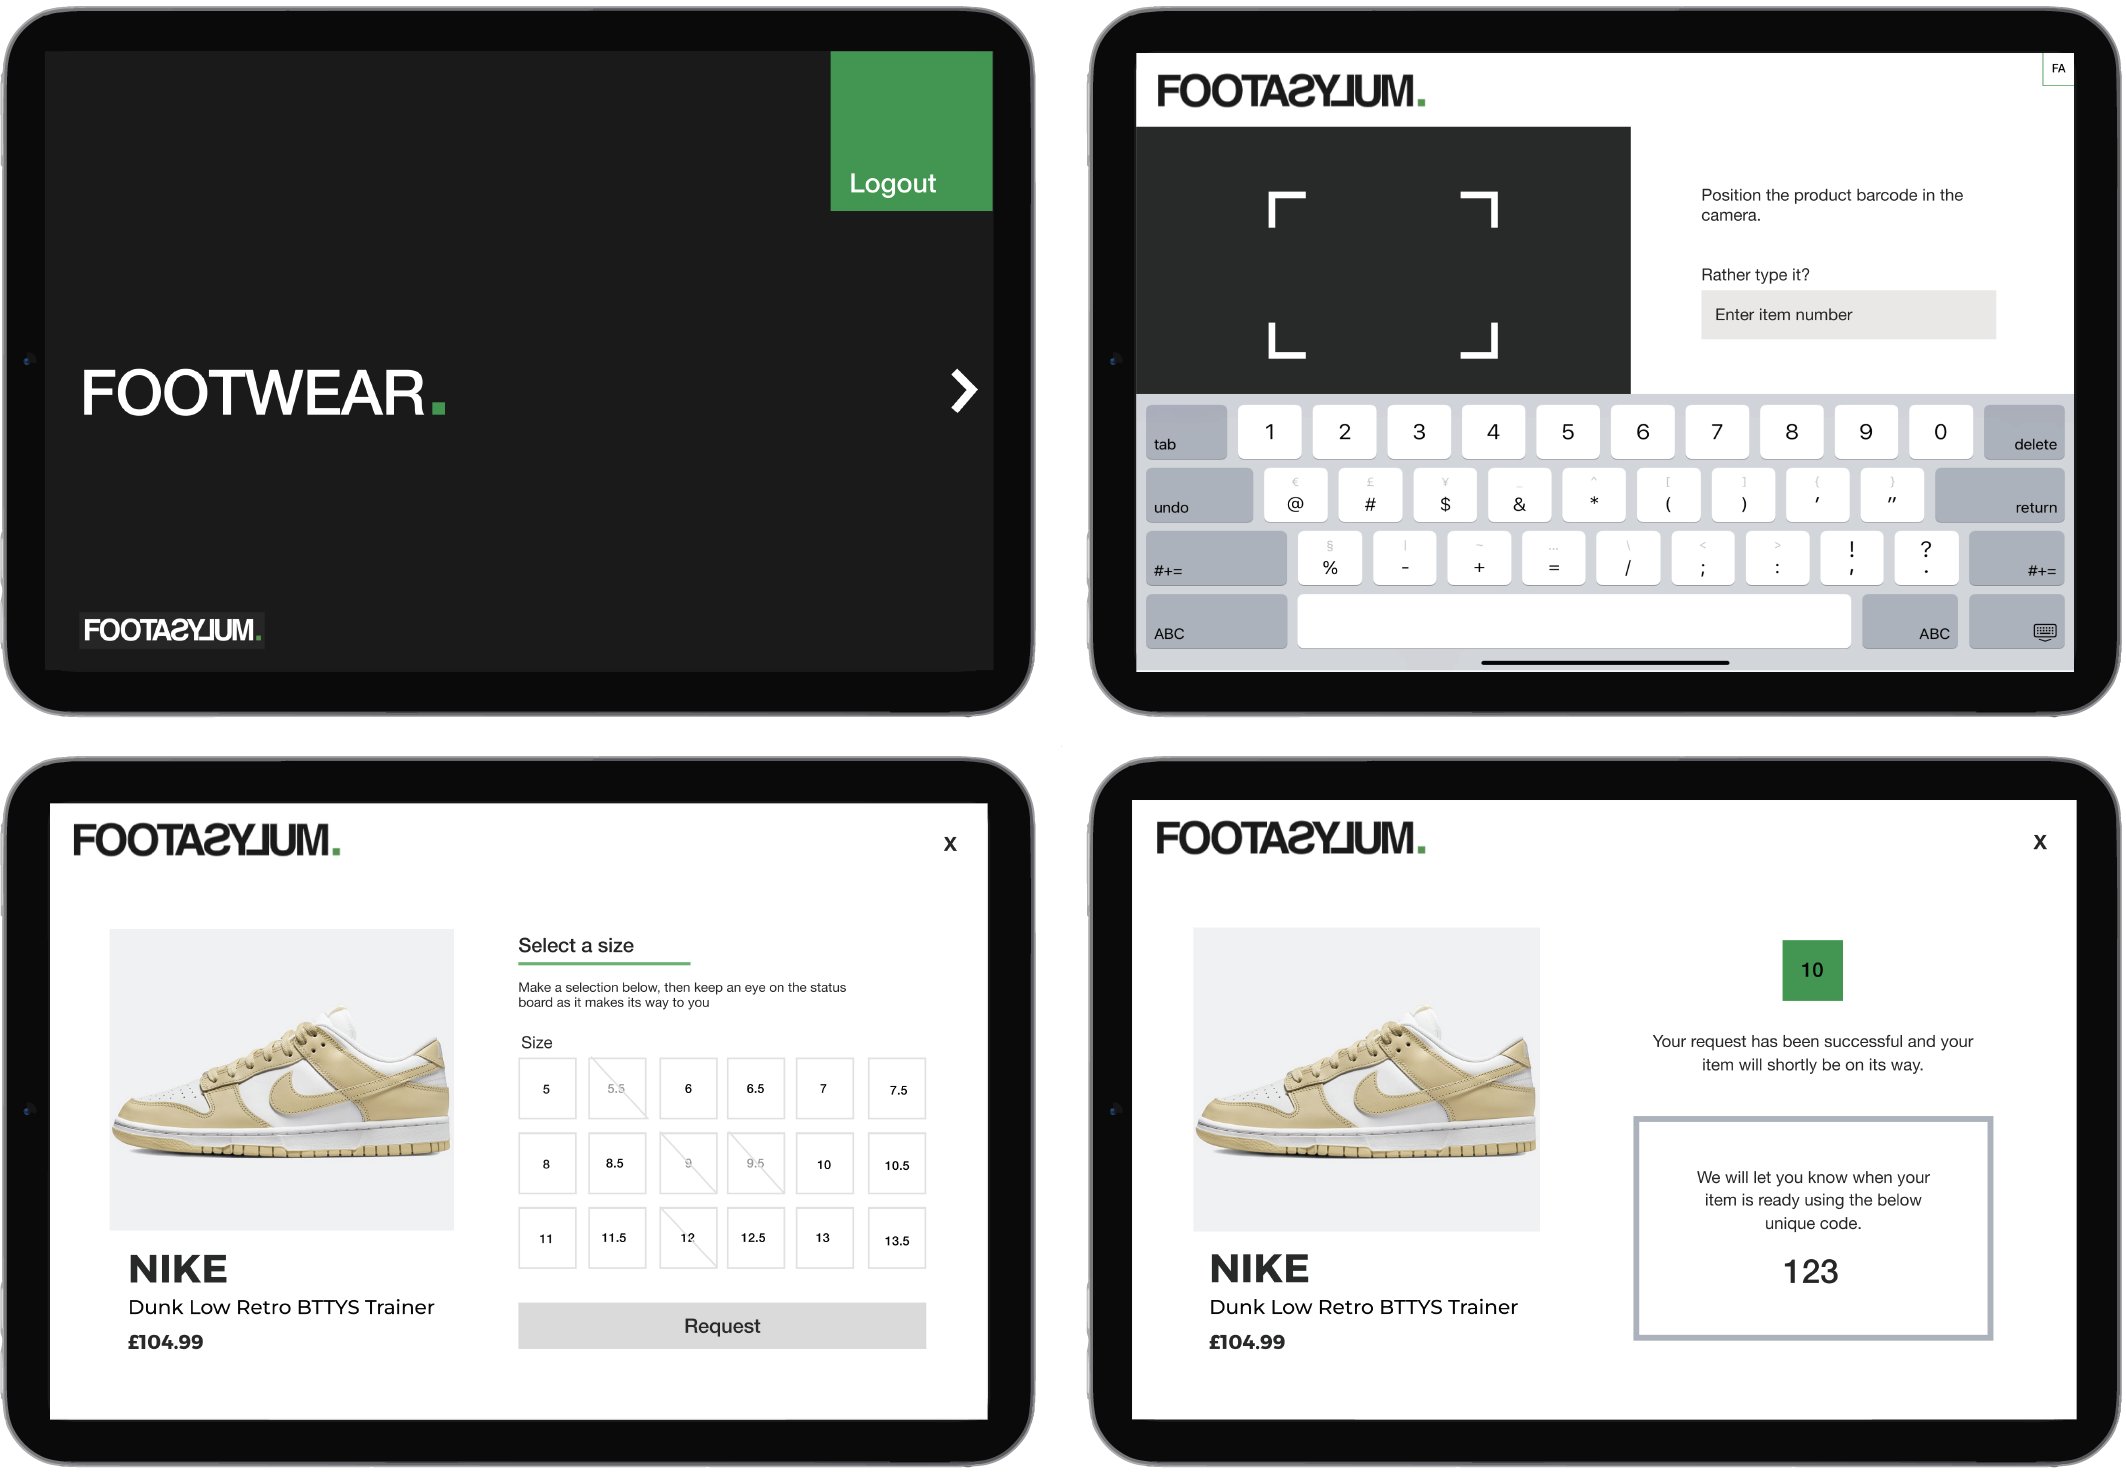 Logout
FOOTWEAR.
FOOTASYLUM.
FOOTASYLUM.
FA
Position the product barcode in the
camera.
Rather type it?
Enter item number
tab 1 2 3 4 5 6 7 8 9 0 delete
€ £ ¥ _ ^ [ ] { }
undo @ # $ & * ( ) ' " return
§ | ~ … \ < > ! ?
#+= % - + = / ; : , . #+=
ABC ABC
FOOTASYLUM.
X
Select a size
Make a selection below, then keep an eye on the status
board as it makes its way to you
Size
5 5.5 6 6.5 7 7.5
8 8.5 9 9.5 10 10.5
11 11.5 12 12.5 13 13.5
Request
NIKE
Dunk Low Retro BTTYS Trainer
£104.99
FOOTASYLUM.
X
10
Your request has been successful and your
item will shortly be on its way.
We will let you know when your
item is ready using the below
unique code.
123
NIKE
Dunk Low Retro BTTYS Trainer
£104.99